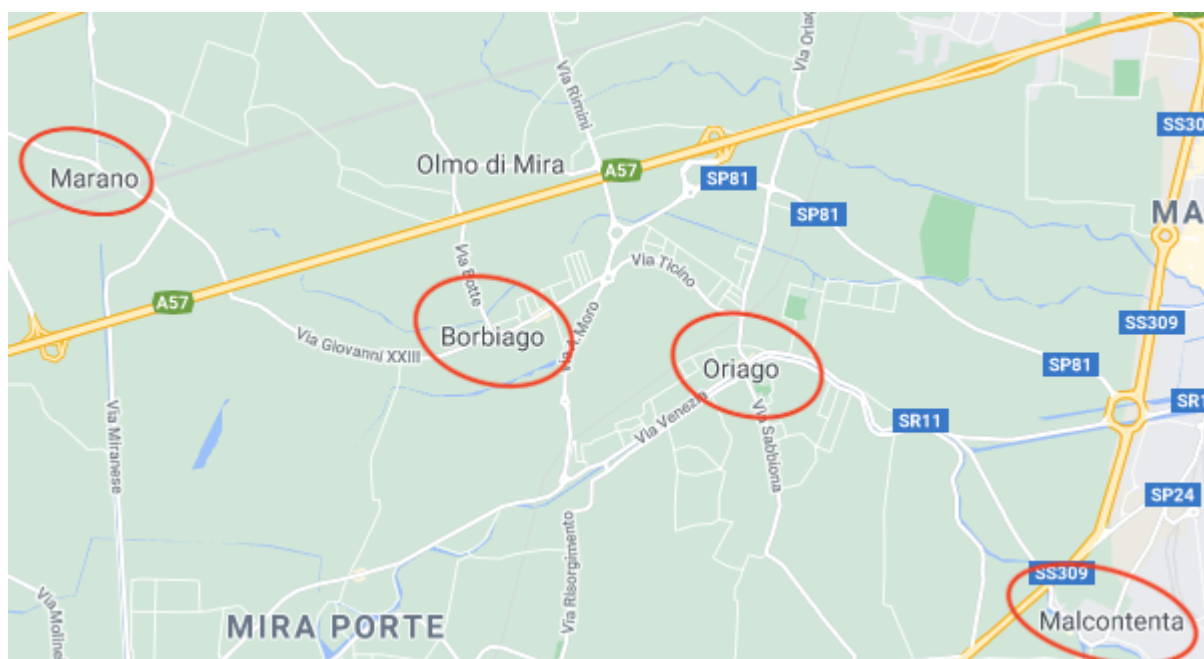 Via Oriag
SS30
Via Rimini
Marano
Olmo di Mira
A57
SP81
SP81
MA
Via Ticino
Via Botte
A57
SS309
Via Giovanni XXIII
Borbiago
Via A. Moro
Oriago
SP81
SR1
Via Miranese
Via Venezia
Via Sabbiona
SR11
SP24
Via Risorgimento
SS309
Via Moline
MIRA PORTE
Malcontenta